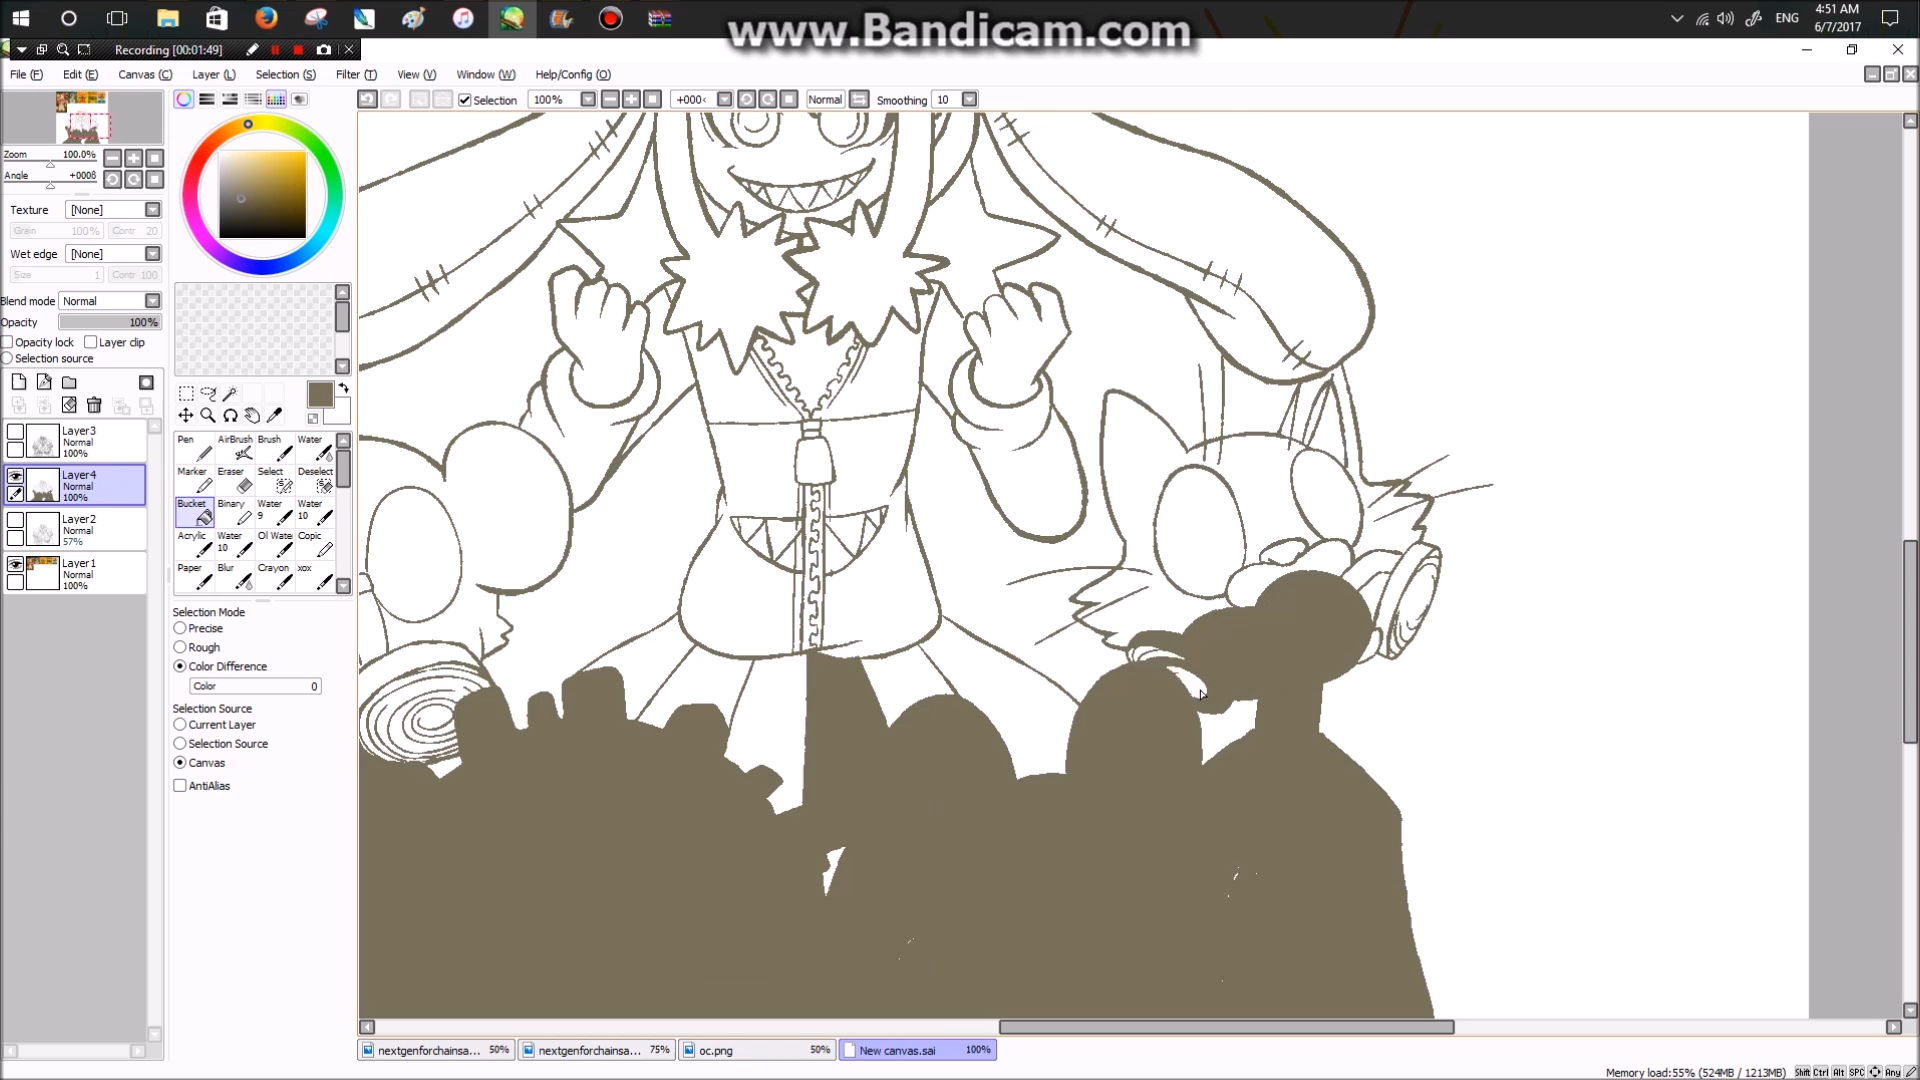 www.Bandicam.com
4:51 AM
ENG
6/7/2017
Recording [00:01:49]
File (F) Edit (E) Canvas (C) Layer (L) Selection (S) Filter (T) View (V) Window (W) Help/Config (O)
Selection 100% +000< Normal Smoothing 10
Zoom 100.0%
Angle +000ß
Texture [None]
Grain 100% Contr 20
Wet edge [None]
Size 1 Contr 100
Blend mode Normal
Opacity 100%
Opacity lock Layer clip
Selection source
Layer3
Normal
100%
Layer4
Normal
100%
Layer2
Normal
57%
Layer1
Normal
100%
Pen AirBrush Brush Water
Marker Eraser Select Deselect
Bucket Binary Water 9 Water 10
Acrylic Water 10 Ol Wate Copic
Paper Blur Crayon xox
Selection Mode
Precise
Rough
Color Difference
Color 0
Selection Source
Current Layer
Selection Source
Canvas
AntiAlias
nextgenforchainsa... 50% nextgenforchainsa... 75% oc.png 50% New canvas.sai 100%
Memory load:55% (524MB / 1213MB) Shift Ctrl Alt SPC Any